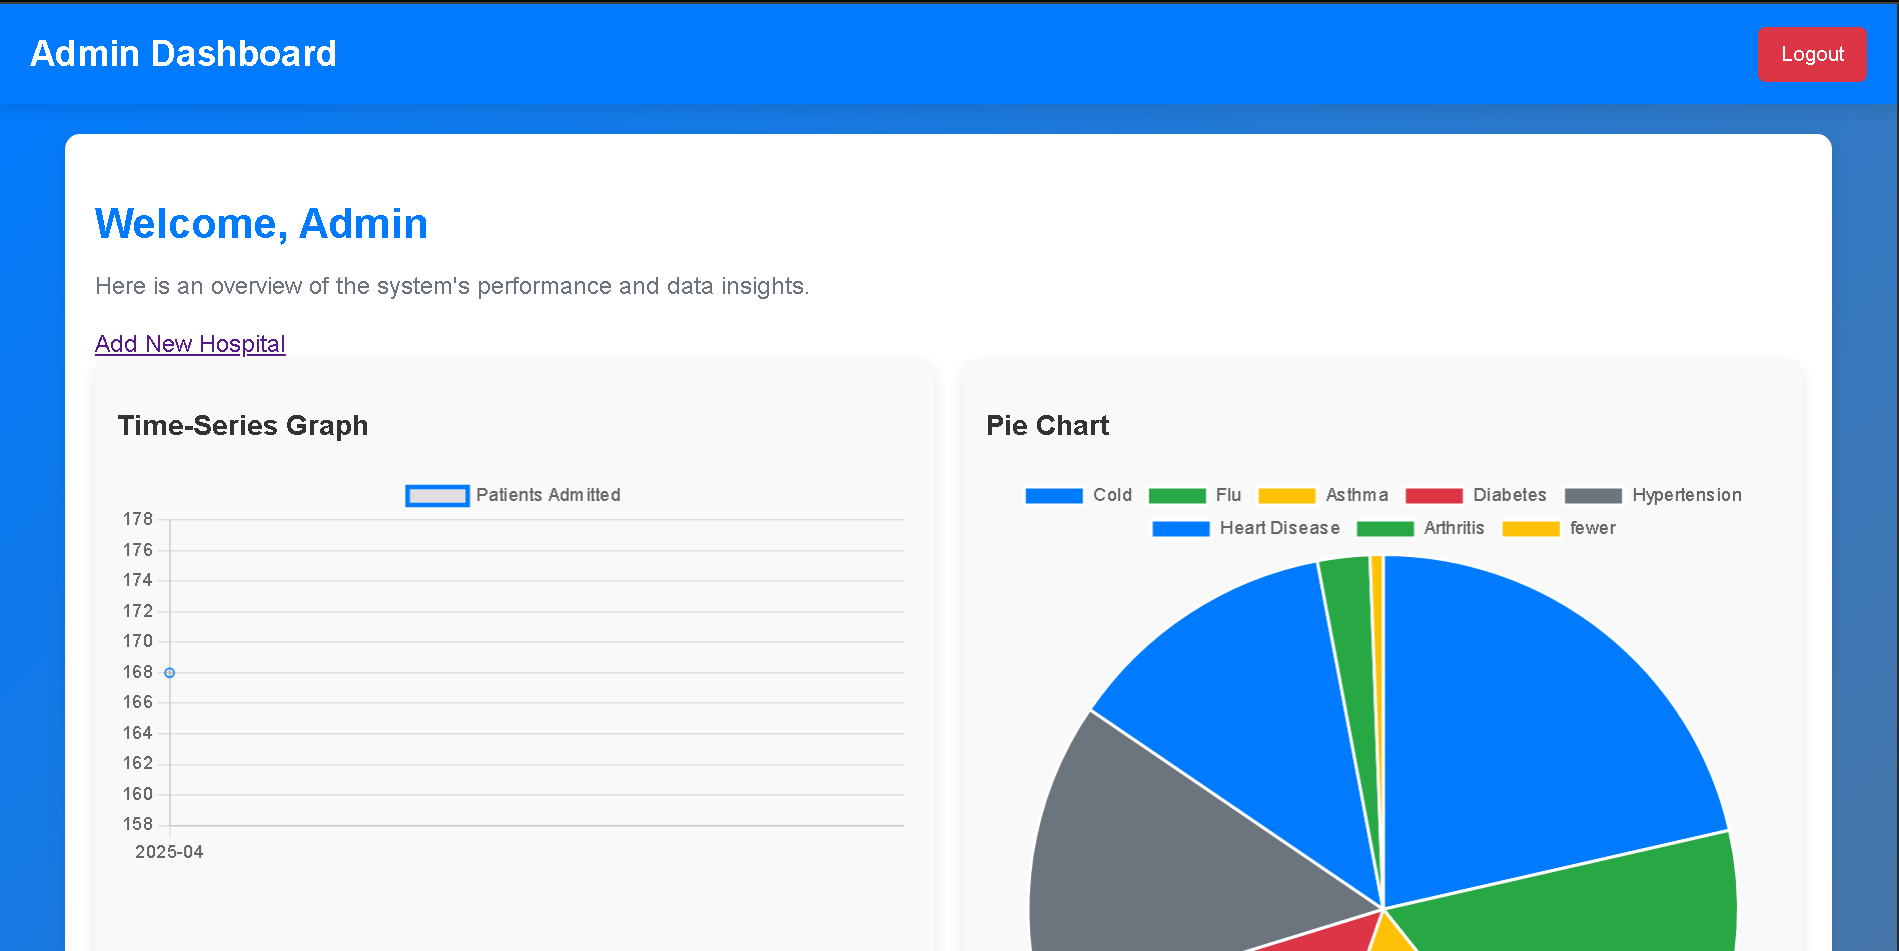 Admin Dashboard
Logout
Welcome, Admin
Here is an overview of the system's performance and data insights.
Add New Hospital
Time-Series Graph
Patients Admitted
178
176
174
172
170
168
166
164
162
160
158
2025-04
Pie Chart
Cold Flu Asthma Diabetes Hypertension
Heart Disease Arthritis fewer